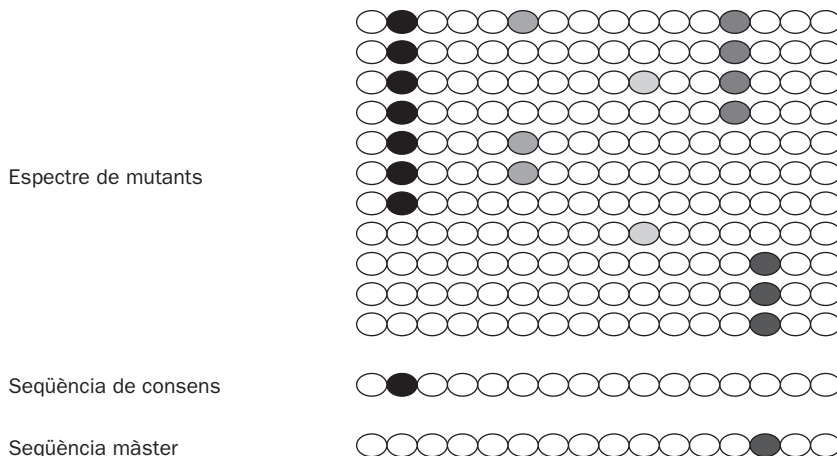 Espectre de mutants
Seqüència de consens
Seqüència màster